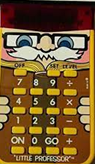 OFF SET LEVEL
7 8 9 ÷
4 5 6 ×
1 2 3 -
ON 0 GO +
"LITTLE PROFESSOR"